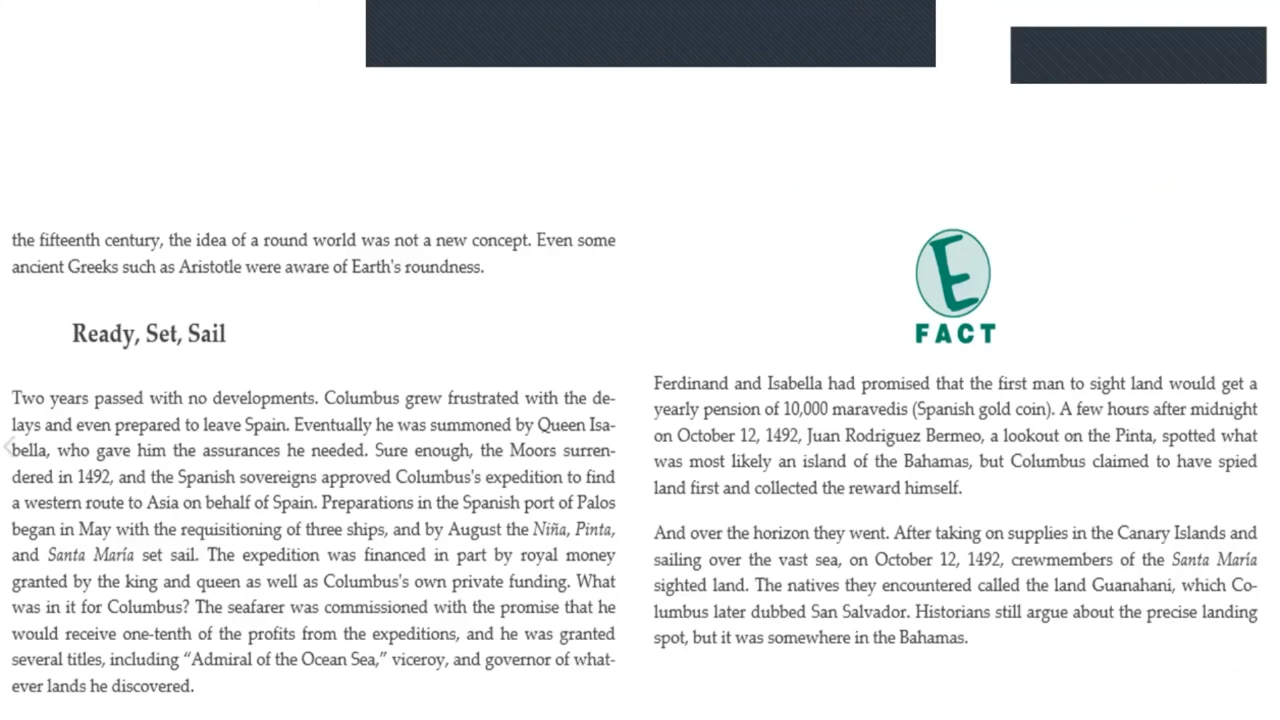 the fifteenth century, the idea of a round world was not a new concept. Even some
ancient Greeks such as Aristotle were aware of Earth's roundness.
Ready, Set, Sail
Two years passed with no developments. Columbus grew frustrated with the de-
lays and even prepared to leave Spain. Eventually he was summoned by Queen Isa-
bella, who gave him the assurances he needed. Sure enough, the Moors surren-
dered in 1492, and the Spanish sovereigns approved Columbus's expedition to find
a western route to Asia on behalf of Spain. Preparations in the Spanish port of Palos
began in May with the requisitioning of three ships, and by August the Niña, Pinta,
and Santa María set sail. The expedition was financed in part by royal money
granted by the king and queen as well as Columbus's own private funding. What
was in it for Columbus? The seafarer was commissioned with the promise that he
would receive one-tenth of the profits from the expeditions, and he was granted
several titles, including “Admiral of the Ocean Sea,” viceroy, and governor of what-
ever lands he discovered.
E
FACT
Ferdinand and Isabella had promised that the first man to sight land would get a
yearly pension of 10,000 maravedis (Spanish gold coin). A few hours after midnight
on October 12, 1492, Juan Rodriguez Bermeo, a lookout on the Pinta, spotted what
was most likely an island of the Bahamas, but Columbus claimed to have spied
land first and collected the reward himself.
And over the horizon they went. After taking on supplies in the Canary Islands and
sailing over the vast sea, on October 12, 1492, crewmembers of the Santa María
sighted land. The natives they encountered called the land Guanahani, which Co-
lumbus later dubbed San Salvador. Historians still argue about the precise landing
spot, but it was somewhere in the Bahamas.